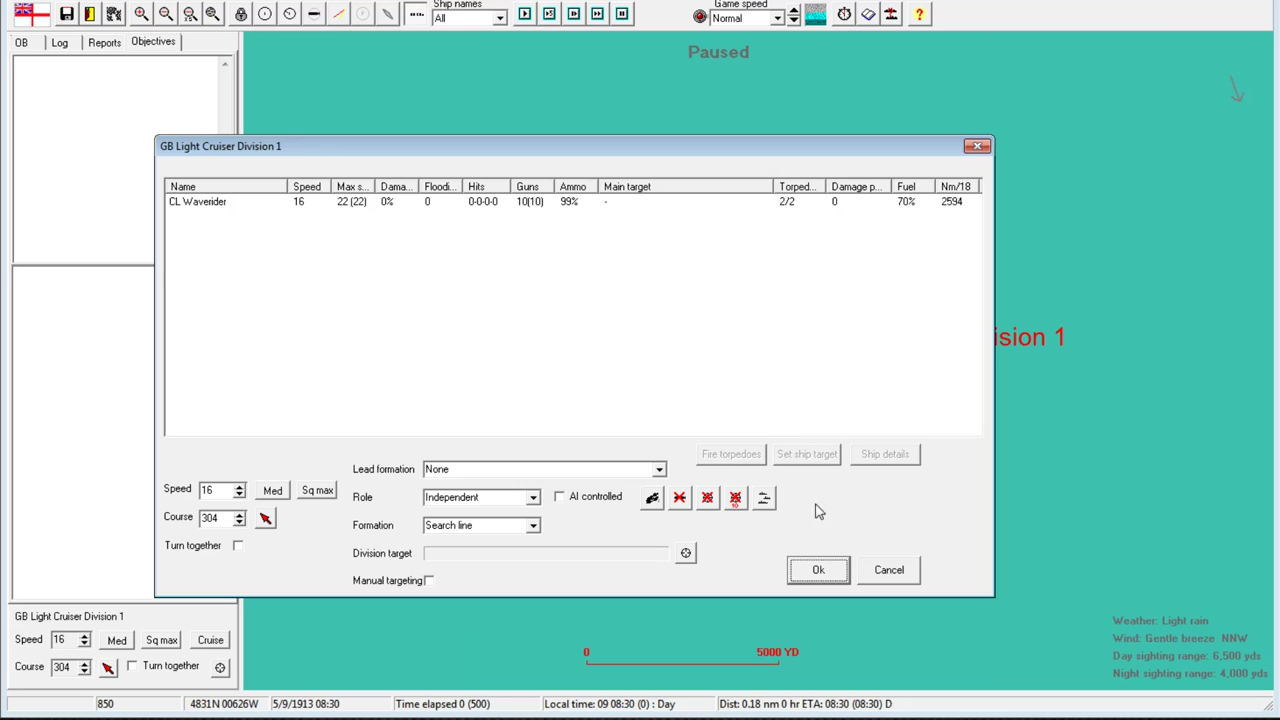 Ship names
All
Game speed
Normal
OB
Log
Reports
Objectives
Paused
GB Light Cruiser Division 1
Name Speed Max s... Dama... Floodi... Hits Guns Ammo Main target Torped... Damage p... Fuel Nm/18
CL Waverider 16 22 (22) 0% 0 0-0-0-0 10(10) 99% - 2/2 0 70% 2594
ision 1
Fire torpedoes
Set ship target
Ship details
Lead formation None
Speed 16 Med Sq max
Role Independent
AI controlled
10
Course 304
Formation Search line
Turn together
Division target
Manual targeting
Ok
Cancel
GB Light Cruiser Division 1
Speed 16 Med Sq max Cruise
Course 304 Turn together
0 5000 YD
Weather: Light rain
Wind: Gentle breeze NNW
Day sighting range: 6,500 yds
Night sighting range: 4,000 yds
850 4831N 00626W 5/9/1913 08:30 Time elapsed 0 (500) Local time: 09 08:30 (0) : Day Dist: 0.18 nm 0 hr ETA: 08:30 (08:30) D